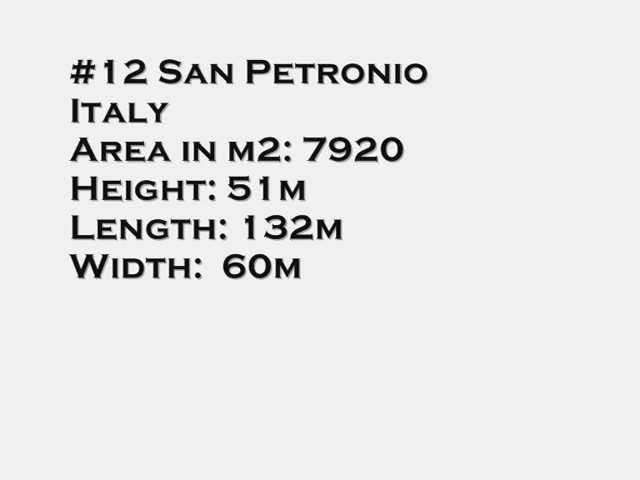 #12 San Petronio
Italy
Area in m2: 7920
Height: 51m
Length: 132m
Width: 60m